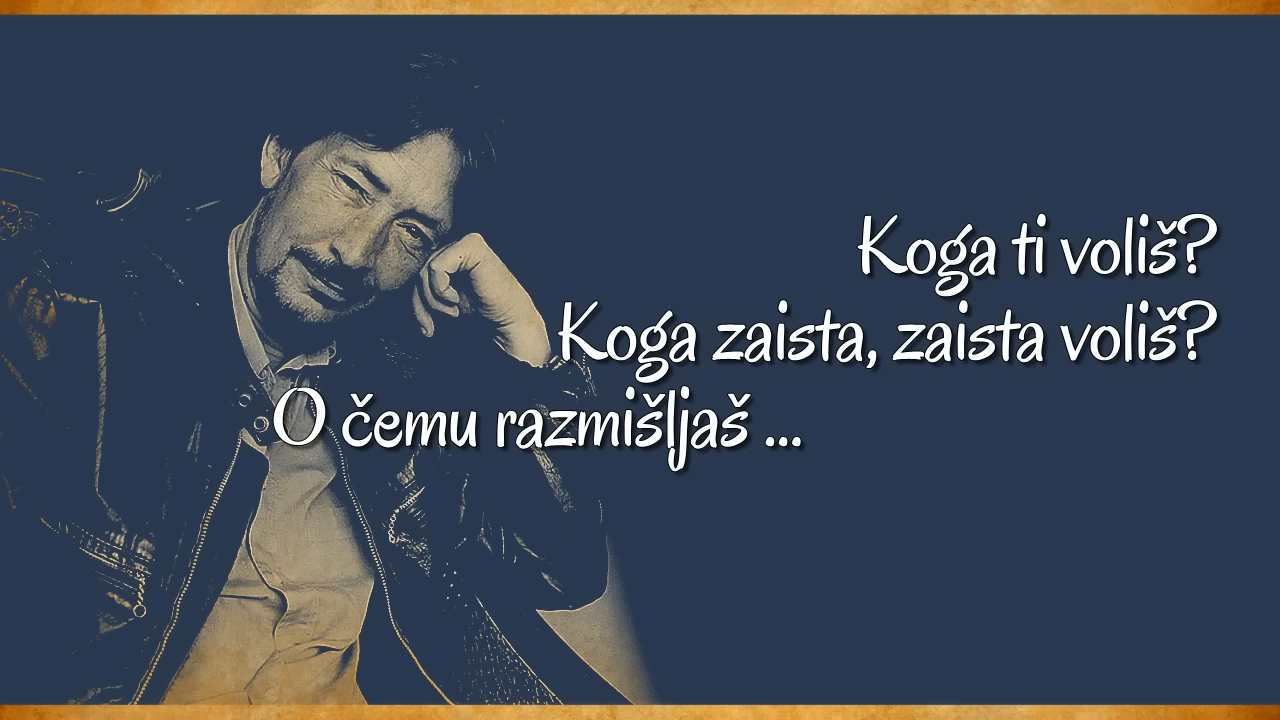 Koga ti voliš?
Koga zaista, zaista voliš?
O čemu razmišljaš ...